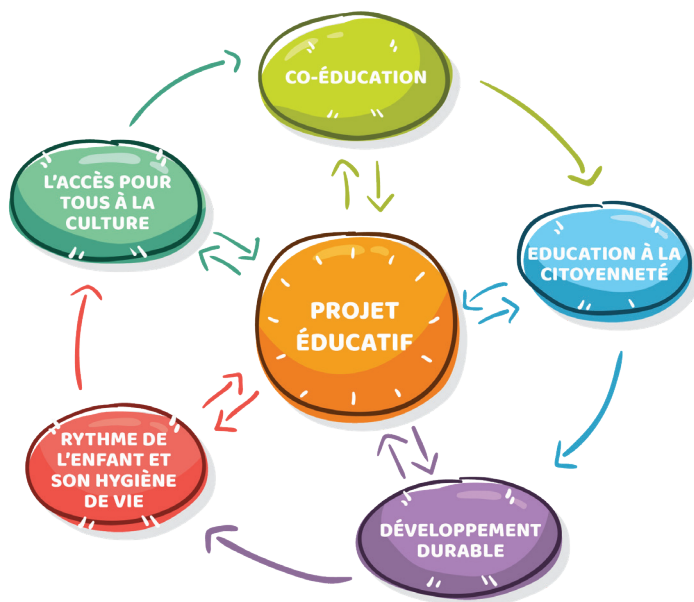 CO-ÉDUCATION
L'ACCÈS POUR
TOUS À LA
CULTURE
EDUCATION À LA
CITOYENNETÉ
PROJET
ÉDUCATIF
RYTHME DE
L'ENFANT ET
SON HYGIÈNE
DE VIE
DÉVELOPPEMENT
DURABLE